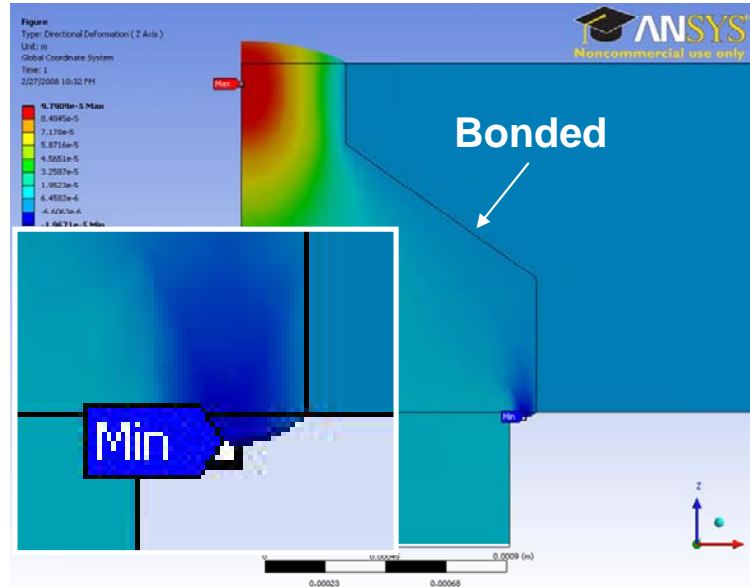 Figure
Type: Directional Deformation ( Z Axis )
Unit: m
Global Coordinate System
Time: 1
2/27/2008 10:32 PM
9.7909e-5 Max
8.4845e-5
7.178e-5
5.8716e-5
4.5651e-5
3.2587e-5
1.9523e-5
6.4582e-6
-6.6063e-6
-1.9671e-5 Min
ANSYS
Noncommercial use only
Max
Bonded
Min
Min
Z
0
0.00045
0.0009 (m)
0.00023
0.00068